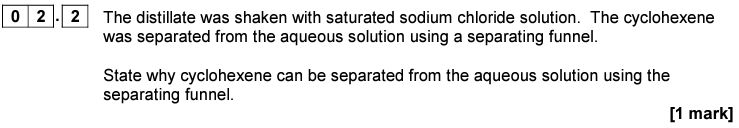 0 2 . 2 The distillate was shaken with saturated sodium chloride solution. The cyclohexene
was separated from the aqueous solution using a separating funnel.
State why cyclohexene can be separated from the aqueous solution using the
separating funnel.
[1 mark]